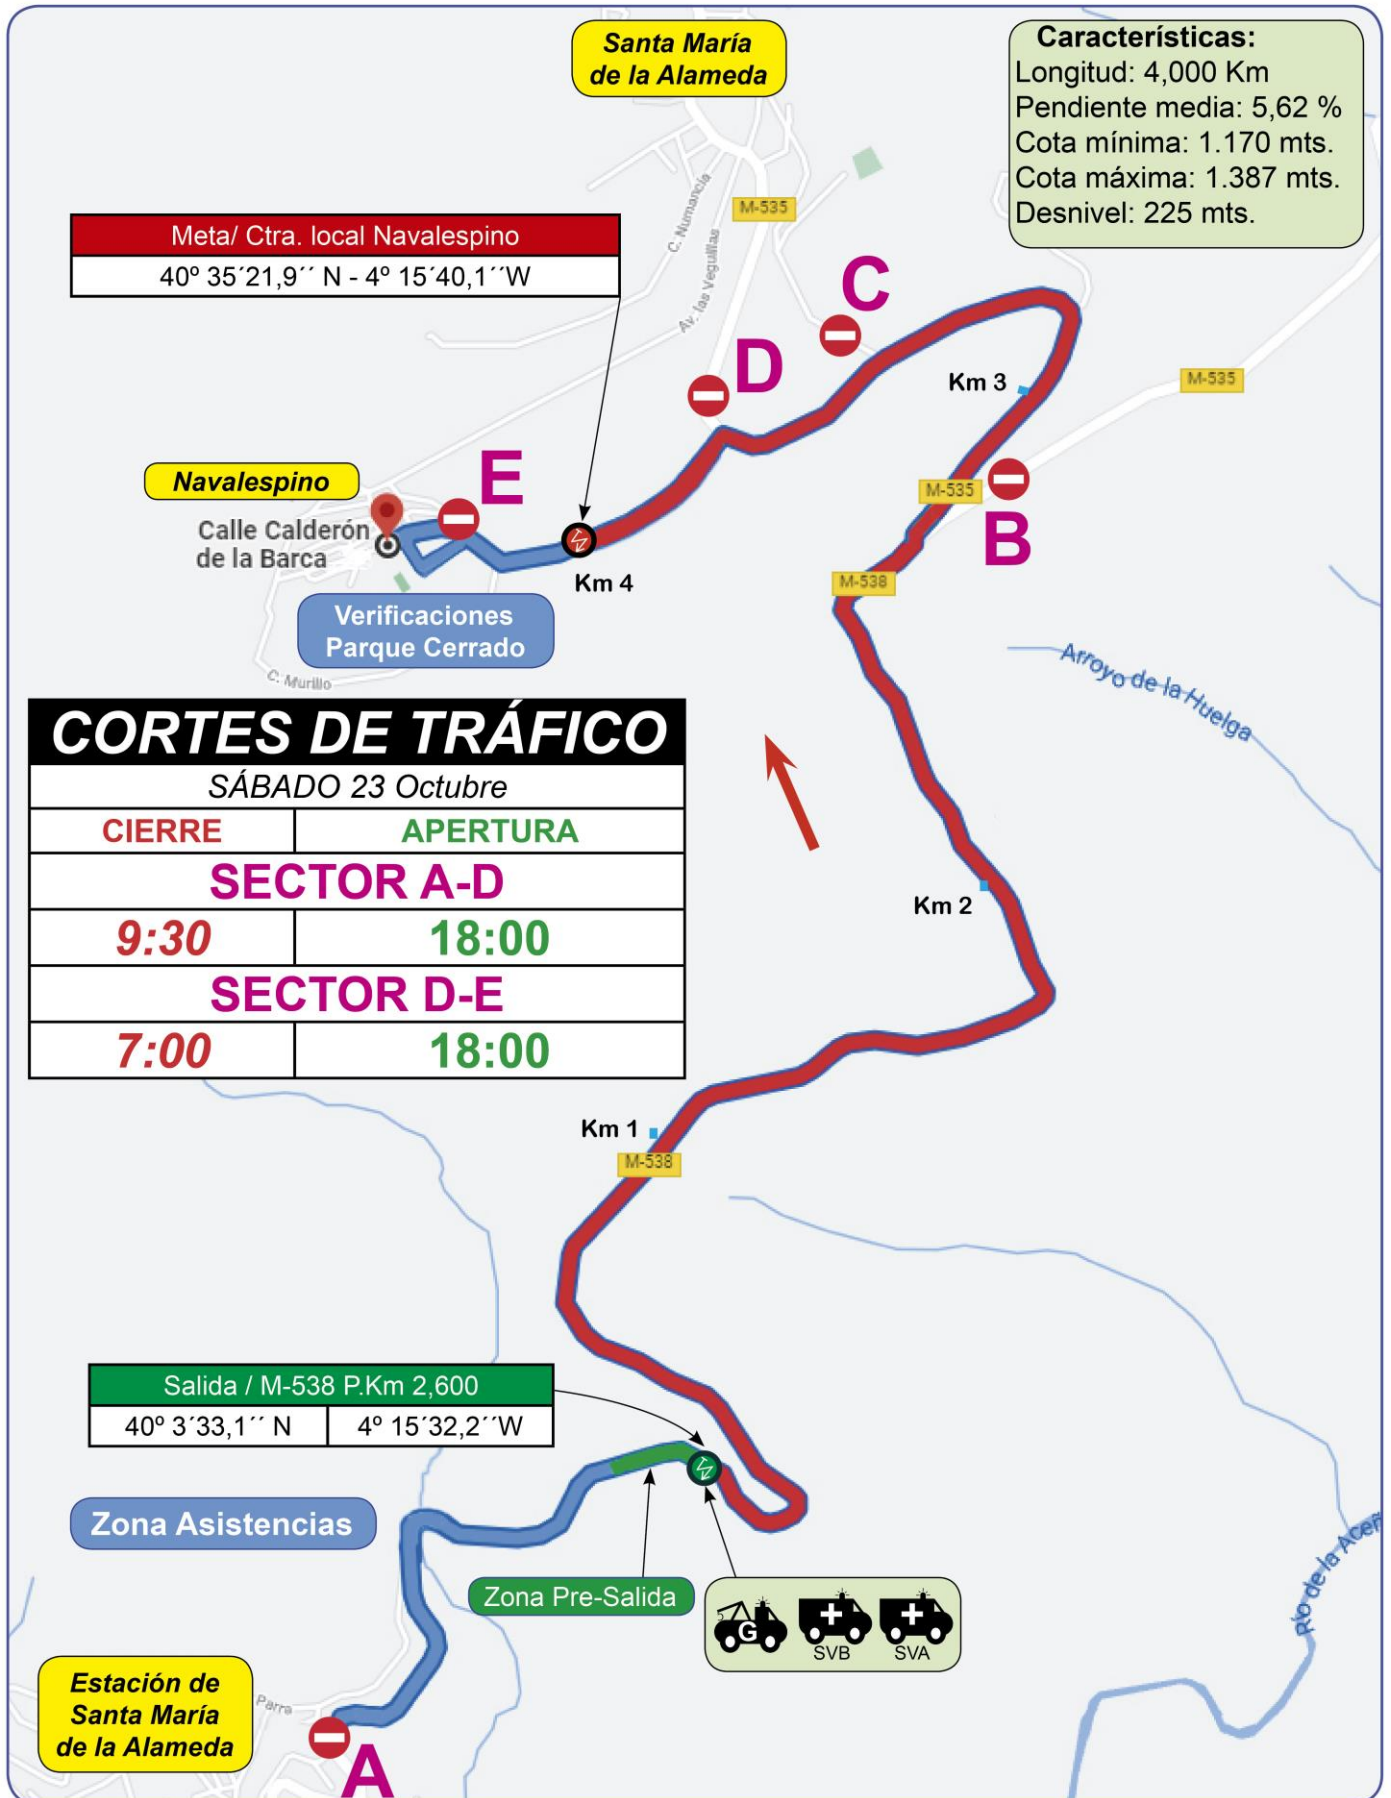 Santa María
de la Alameda
Características:
Longitud: 4,000 Km
Pendiente media: 5,62 %
Cota mínima: 1.170 mts.
Cota máxima: 1.387 mts.
Desnivel: 225 mts.
C. Numancia
M-535
Av. las Veguillas
Meta/ Ctra. local Navalespino
40º 35´21,9´´ N - 4º 15´40,1´´W
C
D
Km 3
M-535
E
Navalespino
M-535
B
Calle Calderón
de la Barca
Km 4
M-538
Verificaciones
Parque Cerrado
C. Murillo
Arroyo de la Huelga
CORTES DE TRÁFICO
SÁBADO 23 Octubre
CIERRE
APERTURA
SECTOR A-D
9:30
18:00
SECTOR D-E
7:00
18:00
Km 2
Km 1
M-538
Salida / M-538 P.Km 2,600
40º 3´33,1´´ N
4º 15´32,2´´W
Zona Asistencias
Zona Pre-Salida
G
SVB
SVA
Río de la Aceñ
Estación de
Santa María
de la Alameda
Parra
A